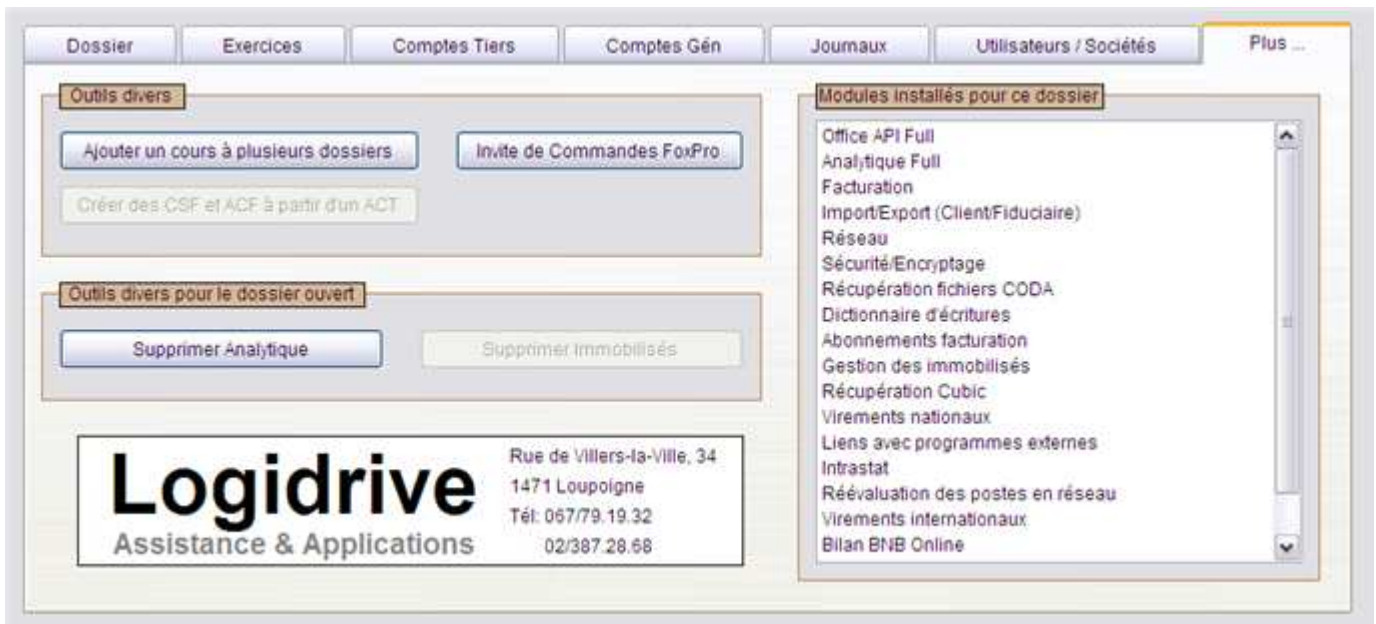 Dossier
Exercices
Comptes Tiers
Comptes Gén
Journaux
Utilisateurs / Sociétés
Plus ...
Outils divers
Ajouter un cours à plusieurs dossiers
Invite de Commandes FoxPro
Créer des CSF et ACF à partir d'un ACT
Outils divers pour le dossier ouvert
Supprimer Analytique
Supprimer Immobilisés
Logidrive
Assistance & Applications
Rue de Villers-la-Ville, 34
1471 Loupoigne
Tél: 067/79.19.32
02/387.28.68
Modules installés pour ce dossier
Office API Full
Analytique Full
Facturation
Import/Export (Client/Fiduciaire)
Réseau
Sécurité/Encryptage
Récupération fichiers CODA
Dictionnaire d'écritures
Abonnements facturation
Gestion des immobilisés
Récupération Cubic
Virements nationaux
Liens avec programmes externes
Intrastat
Réévaluation des postes en réseau
Virements internationaux
Bilan BNB Online